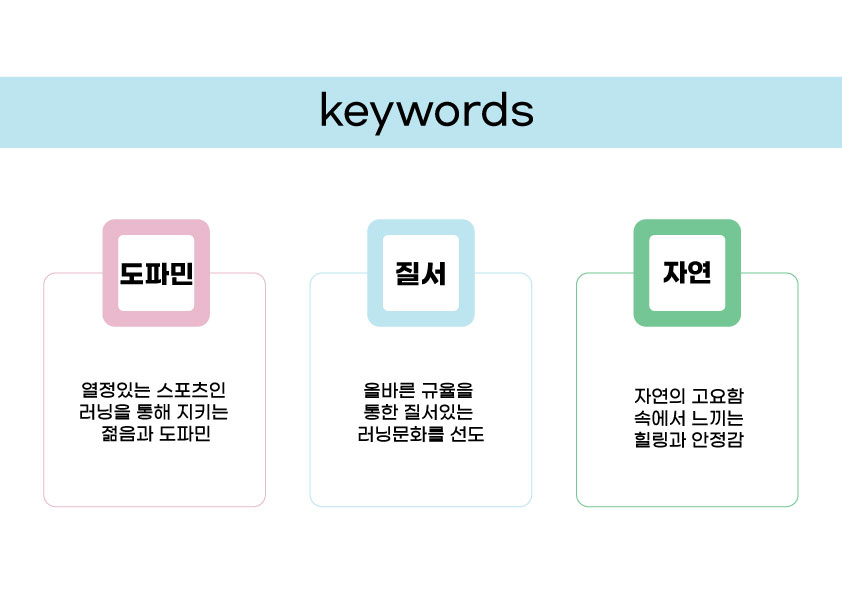 keywords
도파민
열정있는 스포츠인
러닝을 통해 지키는
젊음과 도파민
질서
올바른 규율을
통한 질서있는
러닝문화를 선도
자연
자연의 고요함
속에서 느끼는
힐링과 안정감